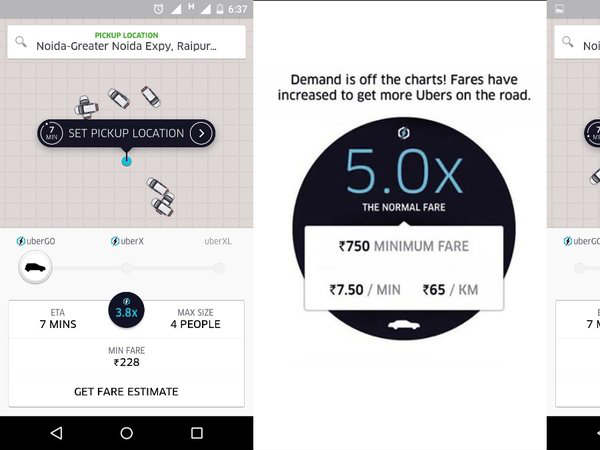 H 6:37
PICKUP LOCATION
Noida-Greater Noida Expy, Raipur...
7
MIN
SET PICKUP LOCATION
uberGO uberX uberXL
3.8x
ETA
7 MINS
MAX SIZE
4 PEOPLE
MIN FARE
₹228
GET FARE ESTIMATE
Demand is off the charts! Fares have
increased to get more Ubers on the road.
5.0x
THE NORMAL FARE
₹750 MINIMUM FARE
₹7.50 / MIN ₹65 / KM
Noi
7
uberGO
7 M